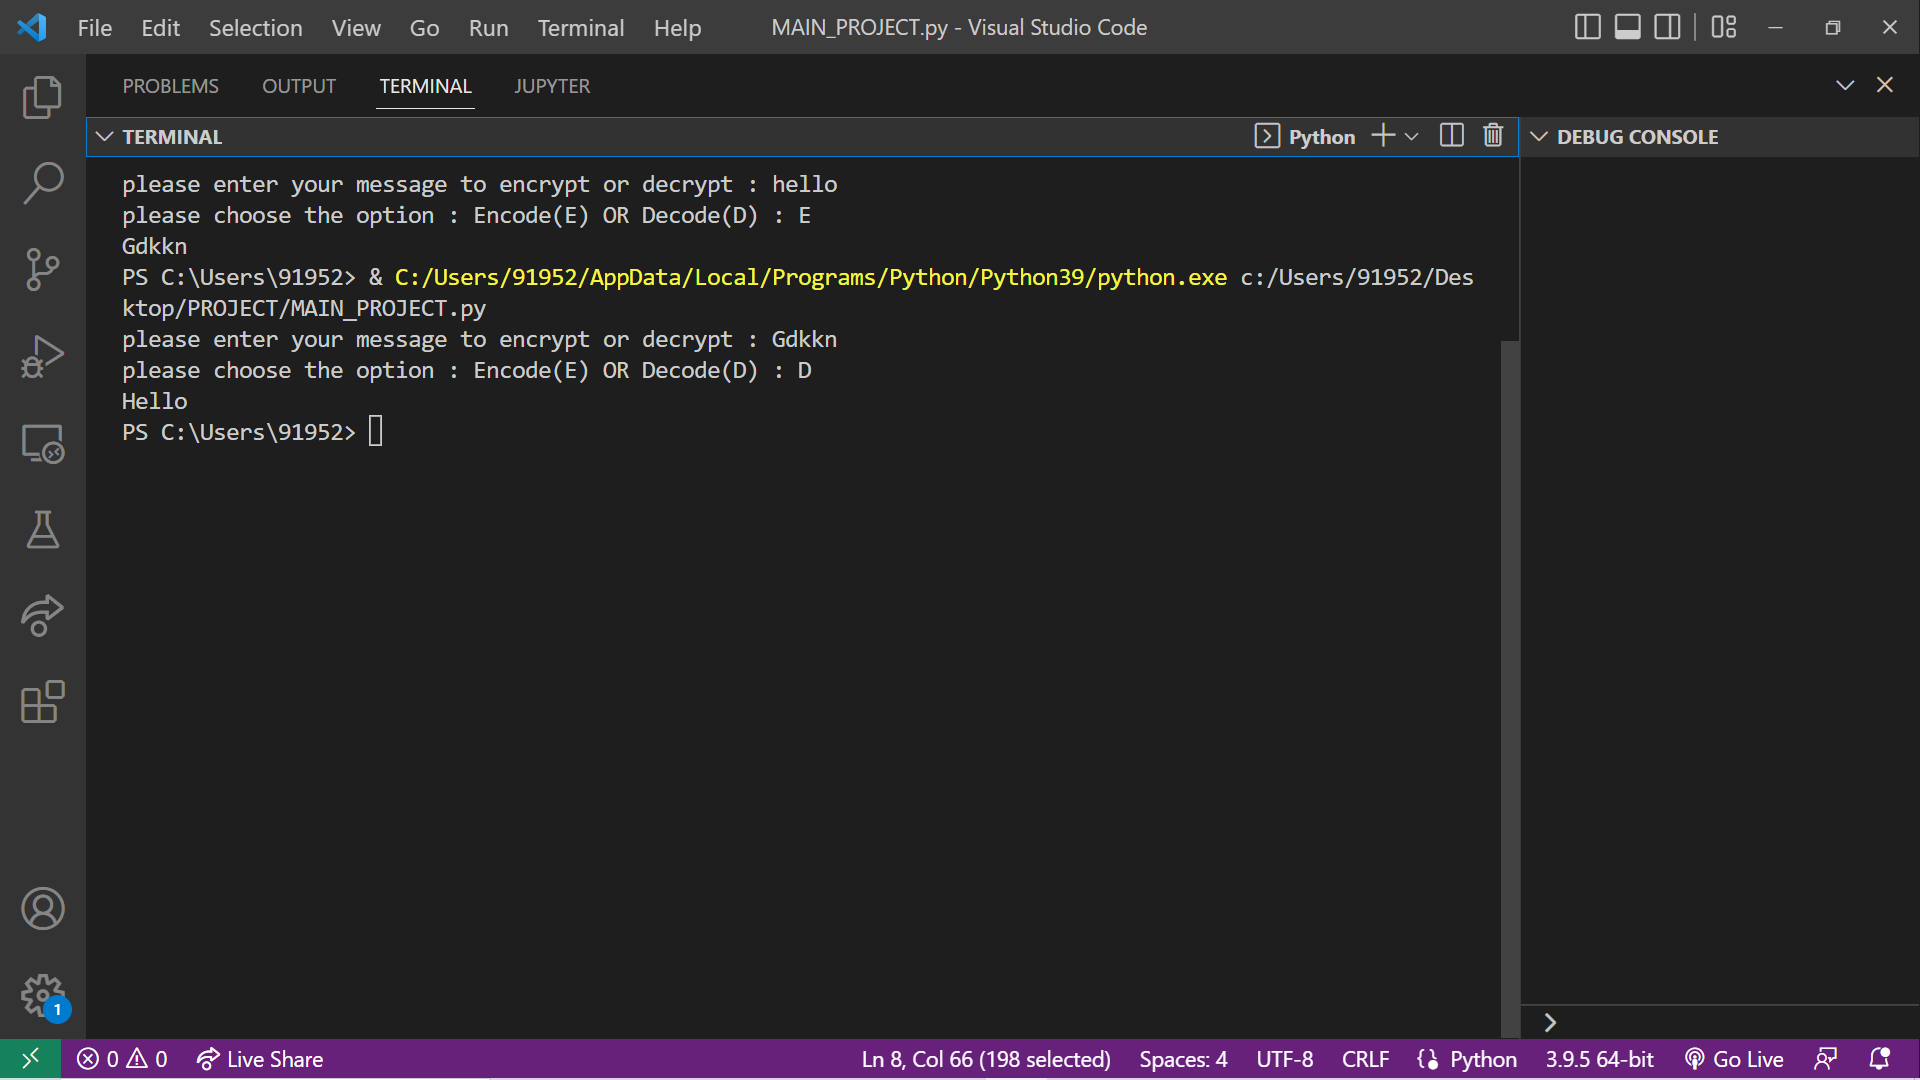 File Edit Selection View Go Run Terminal Help MAIN_PROJECT.py - Visual Studio Code
PROBLEMS OUTPUT TERMINAL JUPYTER
TERMINAL Python DEBUG CONSOLE
please enter your message to encrypt or decrypt : hello
please choose the option : Encode(E) OR Decode(D) : E
Gdkkn
PS C:\Users\91952> & C:/Users/91952/AppData/Local/Programs/Python/Python39/python.exe c:/Users/91952/Des
ktop/PROJECT/MAIN_PROJECT.py
please enter your message to encrypt or decrypt : Gdkkn
please choose the option : Encode(E) OR Decode(D) : D
Hello
PS C:\Users\91952>
1
0 0 Live Share Ln 8, Col 66 (198 selected) Spaces: 4 UTF-8 CRLF Python 3.9.5 64-bit Go Live